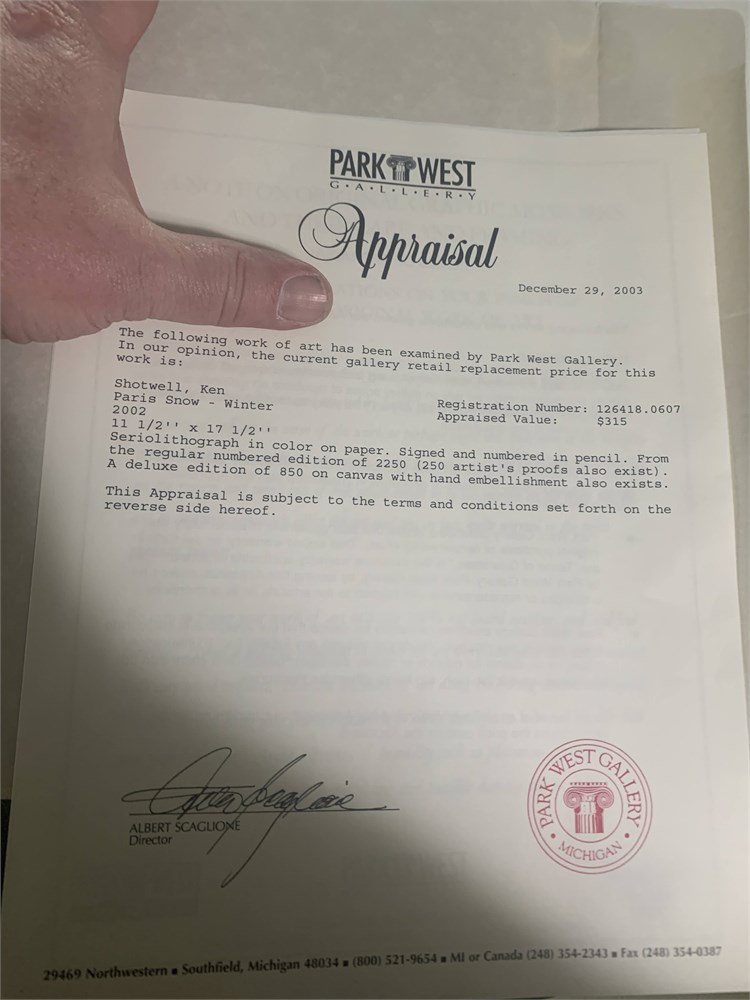 PARK WEST
G·A·L·L·E·R·Y
Appraisal
December 29, 2003
The following work of art has been examined by Park West Gallery.
In our opinion, the current gallery retail replacement price for this
work is:
Shotwell, Ken
Paris Snow - Winter
2002
11 1/2'' x 17 1/2''
Registration Number: 126418.0607
Appraised Value: $315
Seriolithograph in color on paper. Signed and numbered in pencil. From
the regular numbered edition of 2250 (250 artist's proofs also exist).
A deluxe edition of 850 on canvas with hand embellishment also exists.
This Appraisal is subject to the terms and conditions set forth on the
reverse side hereof.
ALBERT SCAGLIONE
Director
PARK WEST GALLERY
• MICHIGAN •
29469 Northwestern ■ Southfield, Michigan 48034 ■ (800) 521-9654 ■ MI or Canada (248) 354-2343 ■ Fax (248) 354-0387